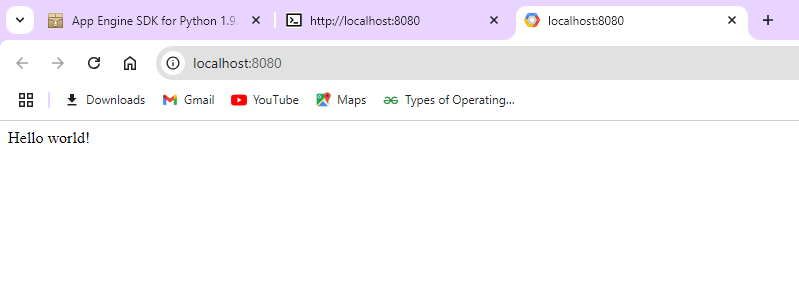 App Engine SDK for Python 1.9.
http://localhost:8080
localhost:8080
localhost:8080
Downloads
Gmail
YouTube
Maps
Types of Operating...
Hello world!